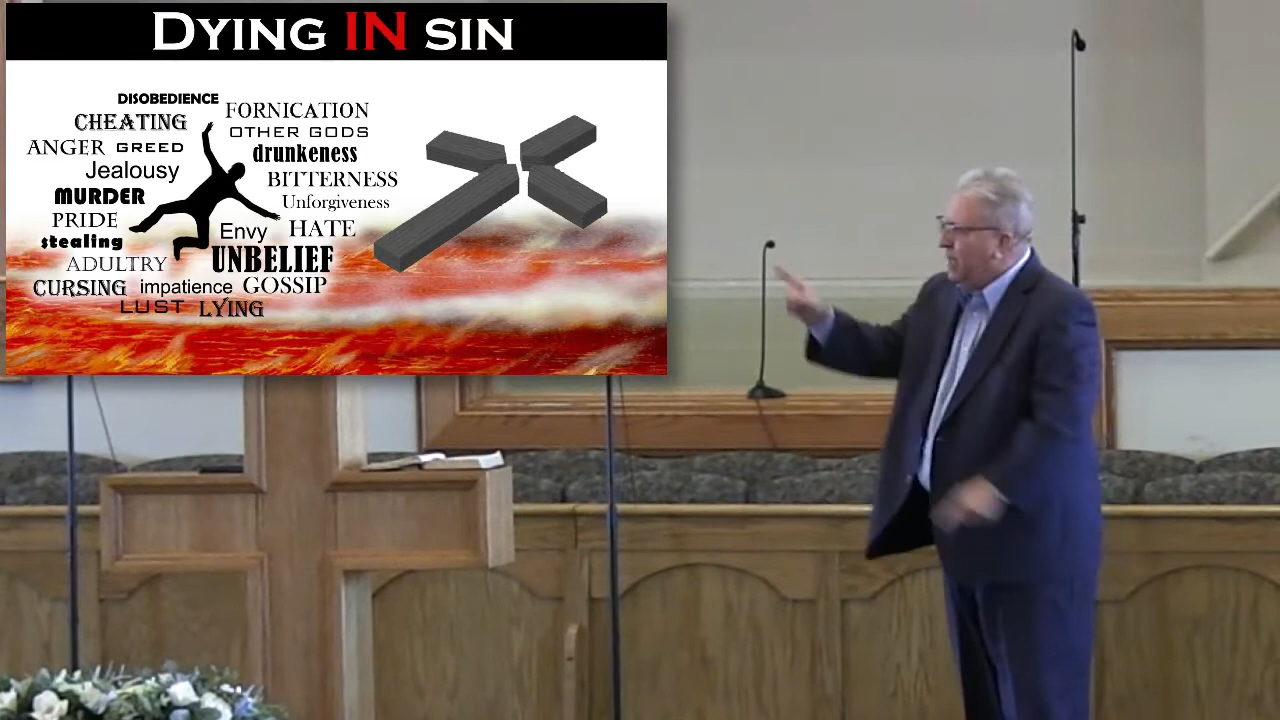 DYING IN SIN
DISOBEDIENCE
FORNICATION
CHEATING
OTHER GODS
ANGER GREED
drunkeness
Jealousy
BITTERNESS
MURDER
Unforgiveness
PRIDE
Envy HATE
stealing
UNBELIEF
ADULTRY
CURSING impatience GOSSIP
LUST LYING